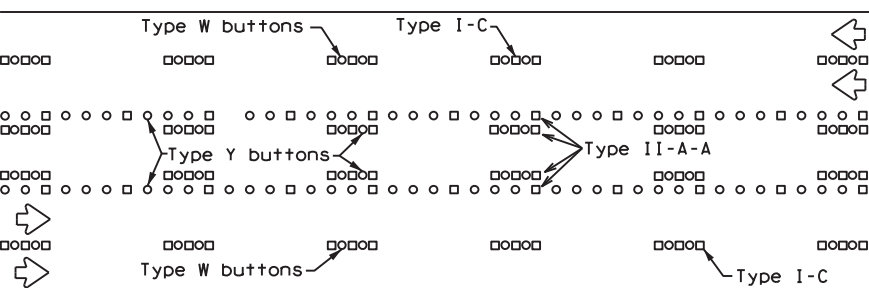 Type W buttons
Type I-C
Type Y buttons
Type II-A-A
Type W buttons
Type I-C